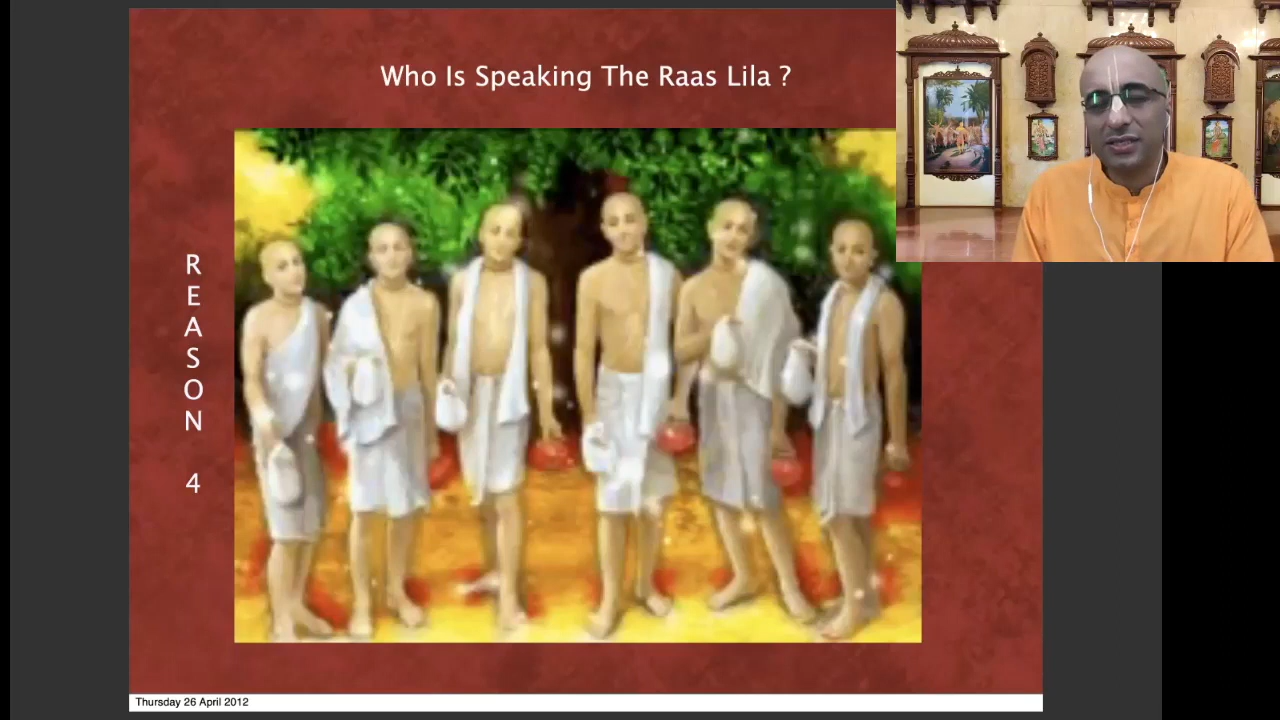 Who Is Speaking The Raas Lila ?
R
E
A
S
O
N
4
Thursday 26 April 2012